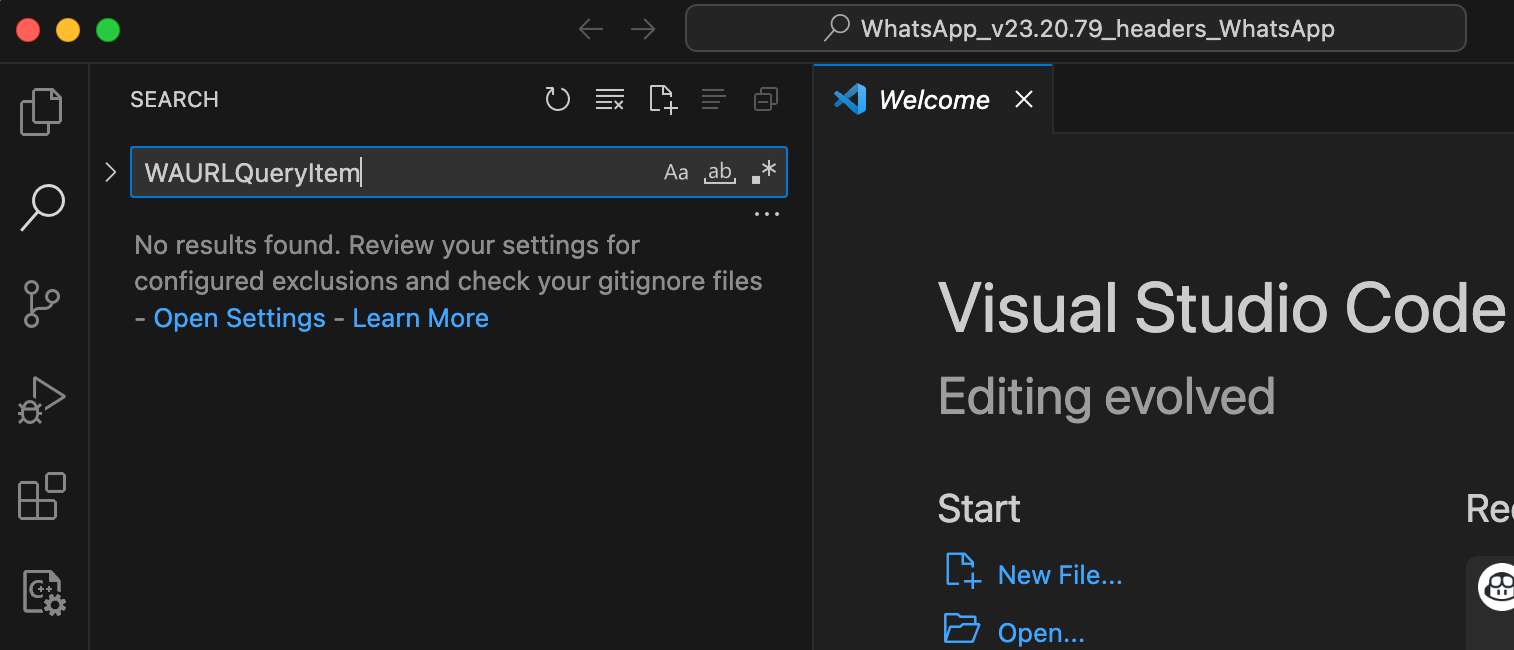 WhatsApp_v23.20.79_headers_WhatsApp
SEARCH
WAURLQueryItem
Aa
ab
No results found. Review your settings for
configured exclusions and check your gitignore files
- Open Settings - Learn More
Welcome
Visual Studio Code
Editing evolved
Start
New File...
Open...
C++